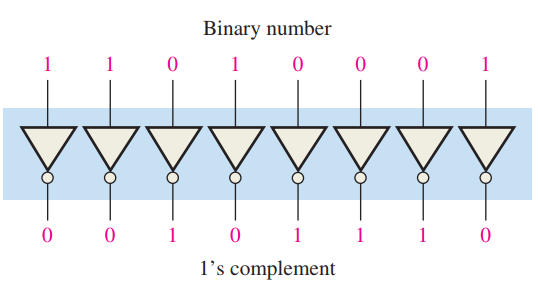 Binary number
1 1 0 1 0 0 0 1
0 0 1 0 1 1 1 0
1's complement